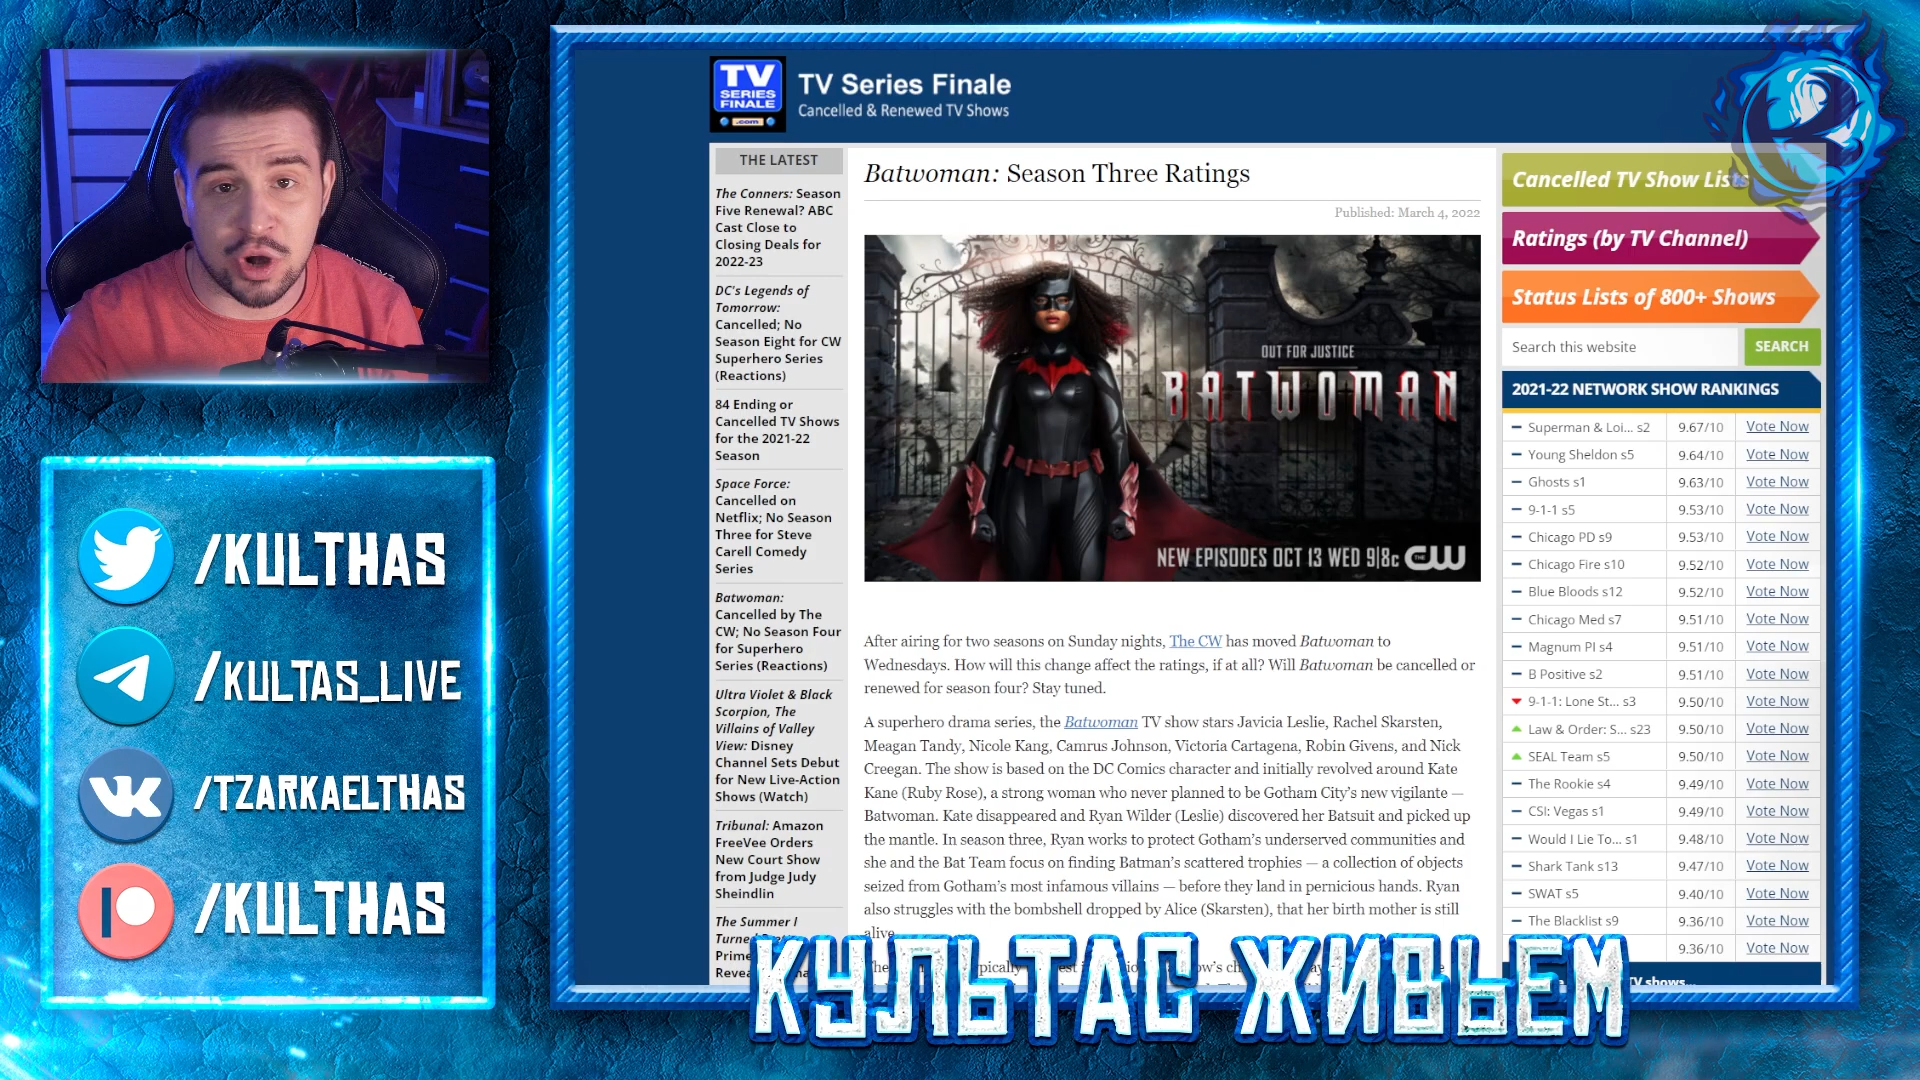 /KULTHAS
/KULTAS_LIVE
/TZARKAELTHAS
/KULTHAS
TV
SERIES
FINALE
.com
TV Series Finale
Cancelled & Renewed TV Shows
THE LATEST
The Conners: Season
Five Renewal? ABC
Cast Close to
Closing Deals for
2022-23
DC's Legends of
Tomorrow:
Cancelled; No
Season Eight for CW
Superhero Series
(Reactions)
84 Ending or
Cancelled TV Shows
for the 2021-22
Season
Space Force:
Cancelled on
Netflix; No Season
Three for Steve
Carell Comedy
Series
Batwoman:
Cancelled by The
CW; No Season Four
for Superhero
Series (Reactions)
Ultra Violet & Black
Scorpion, The
Villains of Valley
View: Disney
Channel Sets Debut
for New Live-Action
Shows (Watch)
Tribunal: Amazon
FreeVee Orders
New Court Show
from Judge Judy
Sheindlin
The Summer I
Batwoman: Season Three Ratings
Published: March 4, 2022
OUT FOR JUSTICE
BATWOMAN
NEW EPISODES OCT 13 WED 9|8c THE CW
After airing for two seasons on Sunday nights, The CW has moved Batwoman to
Wednesdays. How will this change affect the ratings, if at all? Will Batwoman be cancelled or
renewed for season four? Stay tuned.
A superhero drama series, the Batwoman TV show stars Javicia Leslie, Rachel Skarsten,
Meagan Tandy, Nicole Kang, Camrus Johnson, Victoria Cartagena, Robin Givens, and Nick
Creegan. The show is based on the DC Comics character and initially revolved around Kate
Kane (Ruby Rose), a strong woman who never planned to be Gotham City's new vigilante —
Batwoman. Kate disappeared and Ryan Wilder (Leslie) discovered her Batsuit and picked up
the mantle. In season three, Ryan works to protect Gotham's underserved communities and
she and the Bat Team focus on finding Batman's scattered trophies — a collection of objects
seized from Gotham's most infamous villains — before they land in pernicious hands. Ryan
also struggles with the bombshell dropped by Alice (Skarsten), that her birth mother is still
alive
Cancelled TV Show Lists
Ratings (by TV Channel)
Status Lists of 800+ Shows
Search this website SEARCH
2021-22 NETWORK SHOW RANKINGS
Superman & Loi... s2 9.67/10 Vote Now
Young Sheldon s5 9.64/10 Vote Now
Ghosts s1 9.63/10 Vote Now
9-1-1 s5 9.53/10 Vote Now
Chicago PD s9 9.53/10 Vote Now
Chicago Fire s10 9.52/10 Vote Now
Blue Bloods s12 9.52/10 Vote Now
Chicago Med s7 9.51/10 Vote Now
Magnum PI s4 9.51/10 Vote Now
B Positive s2 9.51/10 Vote Now
9-1-1: Lone St... s3 9.50/10 Vote Now
Law & Order: S... s23 9.50/10 Vote Now
SEAL Team s5 9.50/10 Vote Now
The Rookie s4 9.49/10 Vote Now
CSI: Vegas s1 9.49/10 Vote Now
Would I Lie To... s1 9.48/10 Vote Now
Shark Tank s13 9.47/10 Vote Now
SWAT s5 9.40/10 Vote Now
The Blacklist s9 9.36/10 Vote Now
9.36/10 Vote Now
TV shows...
КУЛЬТАС ЖИВЬЕМ